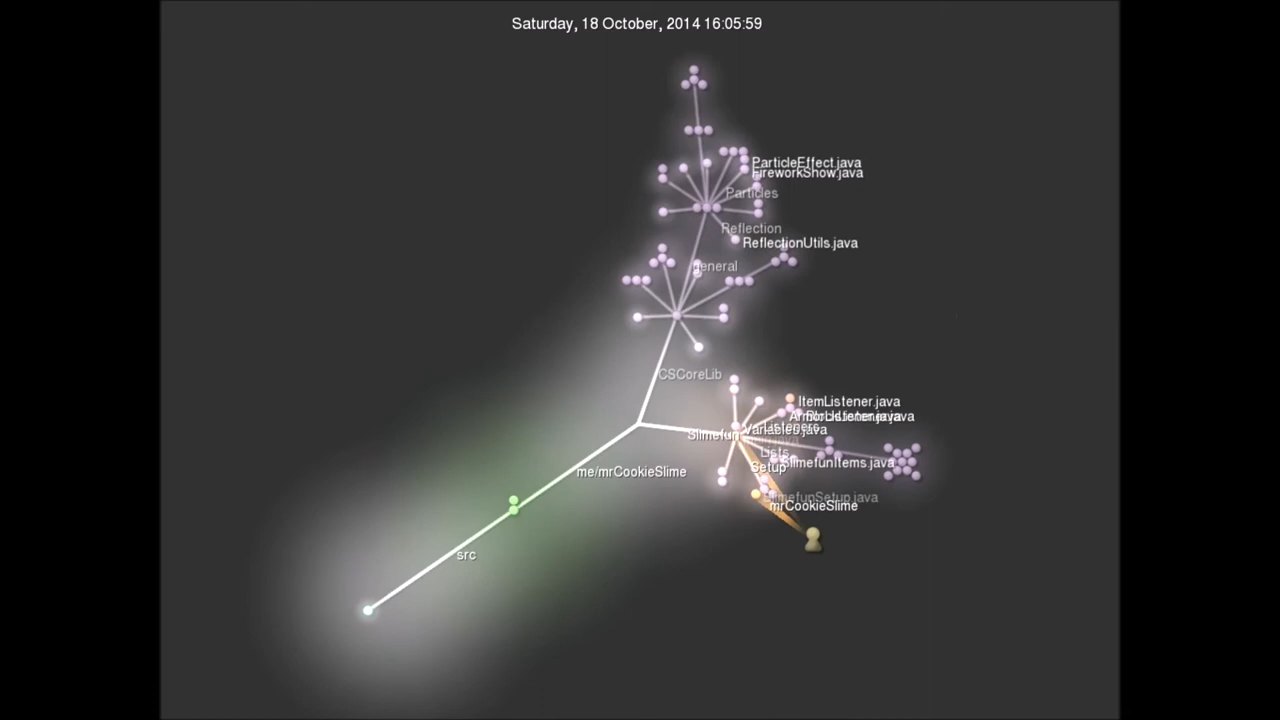 Saturday, 18 October, 2014 16:05:59
ParticleEffect.java
FireworkShow.java
Particles
Reflection
ReflectionUtils.java
general
CSCoreLib
ItemListener.java
Variables.java
Listeners
Slimefun
Lists
SlimefunItems.java
Setup
me/mrCookieSlime
SlimefunSetup.java
mrCookieSlime
src